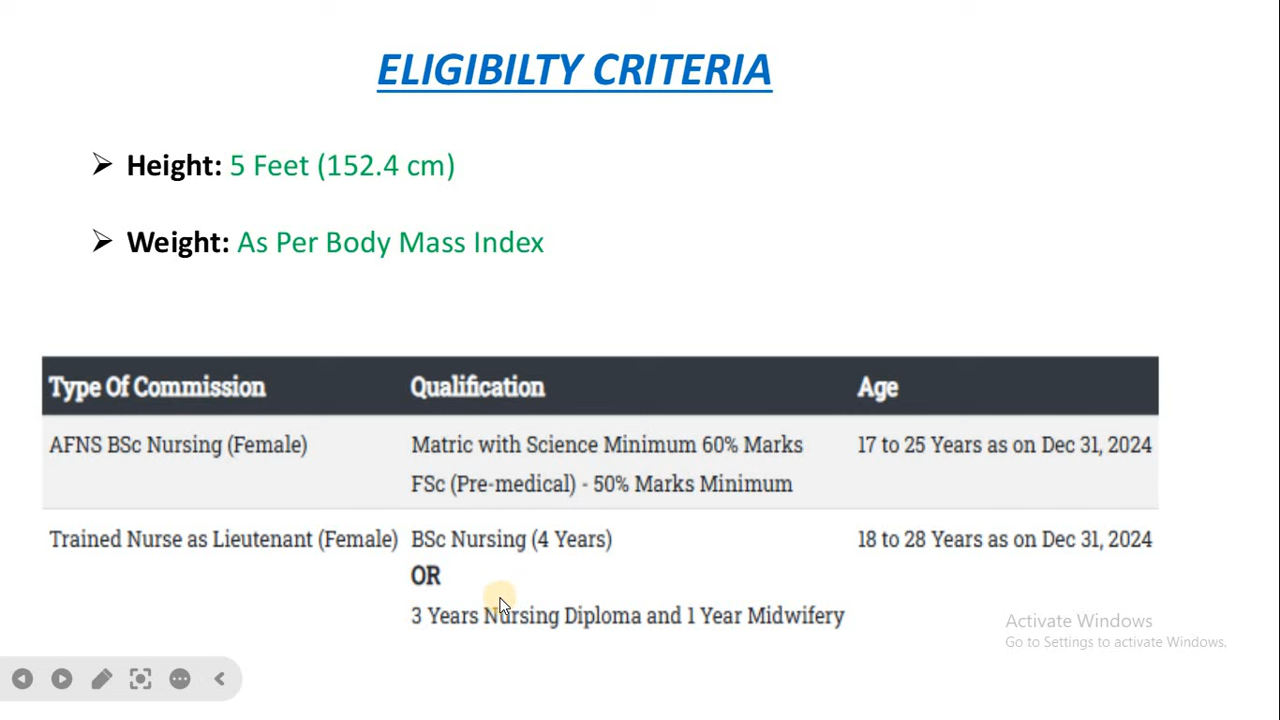 ELIGIBILTY CRITERIA
Height: 5 Feet (152.4 cm)
Weight: As Per Body Mass Index
Type Of Commission Qualification Age
AFNS BSc Nursing (Female) Matric with Science Minimum 60% Marks 17 to 25 Years as on Dec 31, 2024
FSc (Pre-medical) - 50% Marks Minimum
Trained Nurse as Lieutenant (Female) BSc Nursing (4 Years) 18 to 28 Years as on Dec 31, 2024
OR
3 Years Nursing Diploma and 1 Year Midwifery
Activate Windows
Go to Settings to activate Windows.